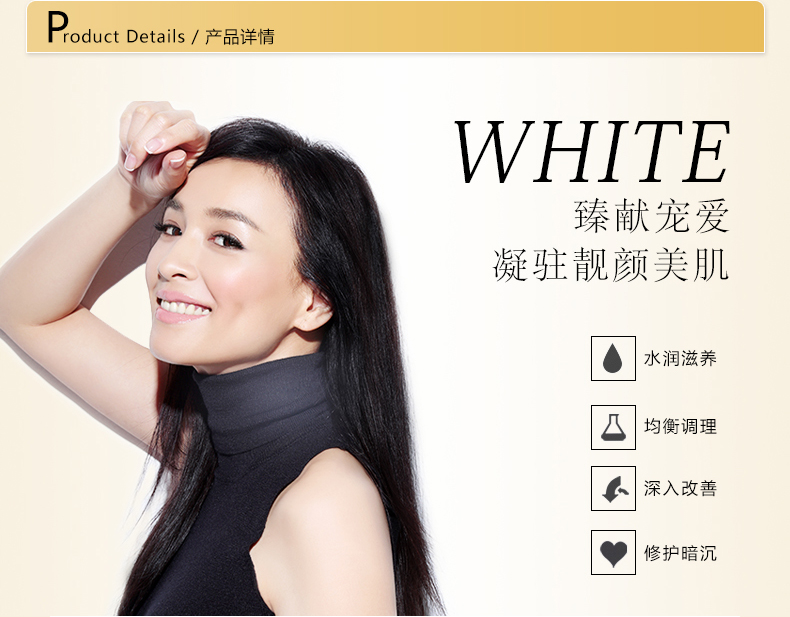 Product Details / 产品详情
WHITE
臻献宠爱
凝驻靓颜美肌
水润滋养
均衡调理
深入改善
修护暗沉